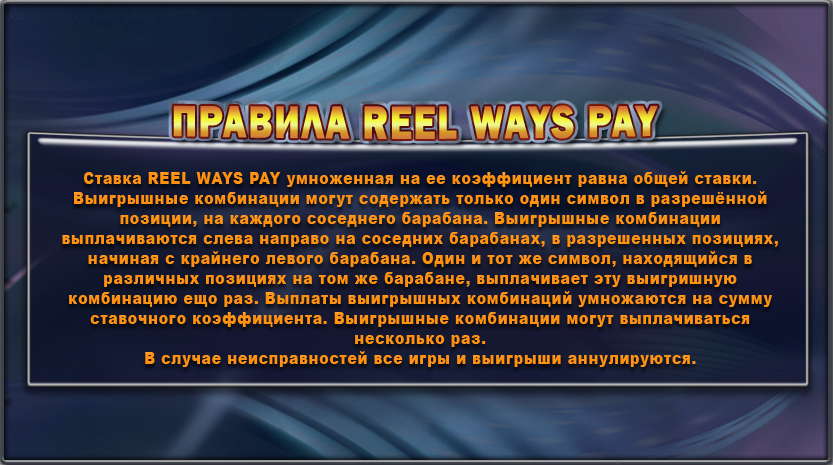 ПРАВИЛА REEL WAYS PAY
Ставка REEL WAYS PAY умноженная на ее коэффициент равна общей ставки.
Выигрышные комбинации могут содержать только один символ в разрешённой
позиции, на каждого соседнего барабана. Выигрышные комбинации
выплачиваются слева направо на соседних барабанах, в разрешенных позициях,
начиная с крайнего левого барабана. Один и тот же символ, находящийся в
различных позициях на том же барабане, выплачивает эту выигришную
комбинацию ещо раз. Выплаты выигрышных комбинаций умножаются на сумму
ставочного коэффициента. Выигрышные комбинации могут выплачиваться
несколько раз.
В случае неисправностей все игры и выигрыши аннулируются.